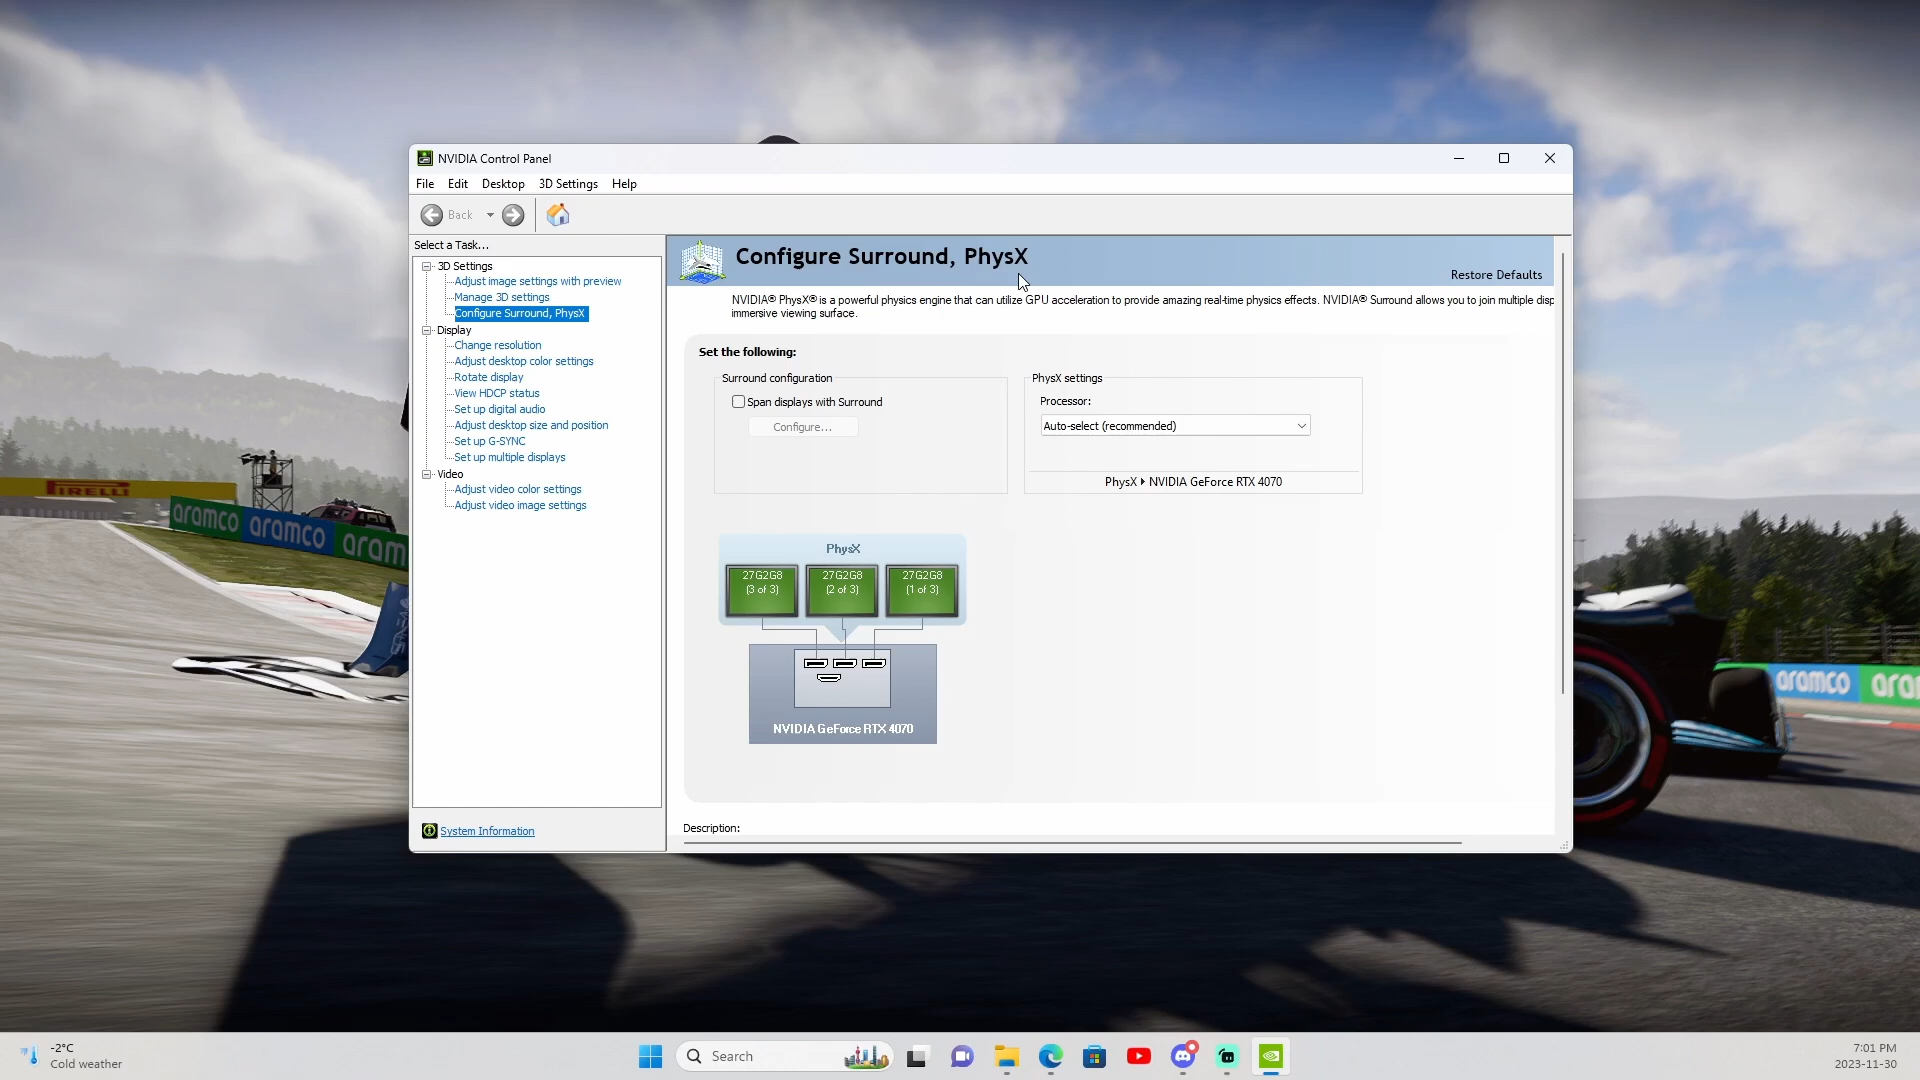 NVIDIA Control Panel
File Edit Desktop 3D Settings Help
Back
Select a Task...
3D Settings
Adjust image settings with preview
Manage 3D settings
Configure Surround, PhysX
Display
Change resolution
Adjust desktop color settings
Rotate display
View HDCP status
Set up digital audio
Adjust desktop size and position
Set up G-SYNC
Set up multiple displays
Video
Adjust video color settings
Adjust video image settings
System Information
Configure Surround, PhysX
Restore Defaults
NVIDIA® PhysX® is a powerful physics engine that can utilize GPU acceleration to provide amazing real-time physics effects. NVIDIA® Surround allows you to join multiple disp
immersive viewing surface.
Set the following:
Surround configuration
Span displays with Surround
Configure...
PhysX settings
Processor:
Auto-select (recommended)
PhysX NVIDIA GeForce RTX 4070
PhysX
27G2G8 27G2G8 27G2G8
(3 of 3) (2 of 3) (1 of 3)
NVIDIA GeForce RTX 4070
Description:
PIRELLI
aramco aramco aram
aramco ara
-2°C
Cold weather
Search
7:01 PM
2023-11-30